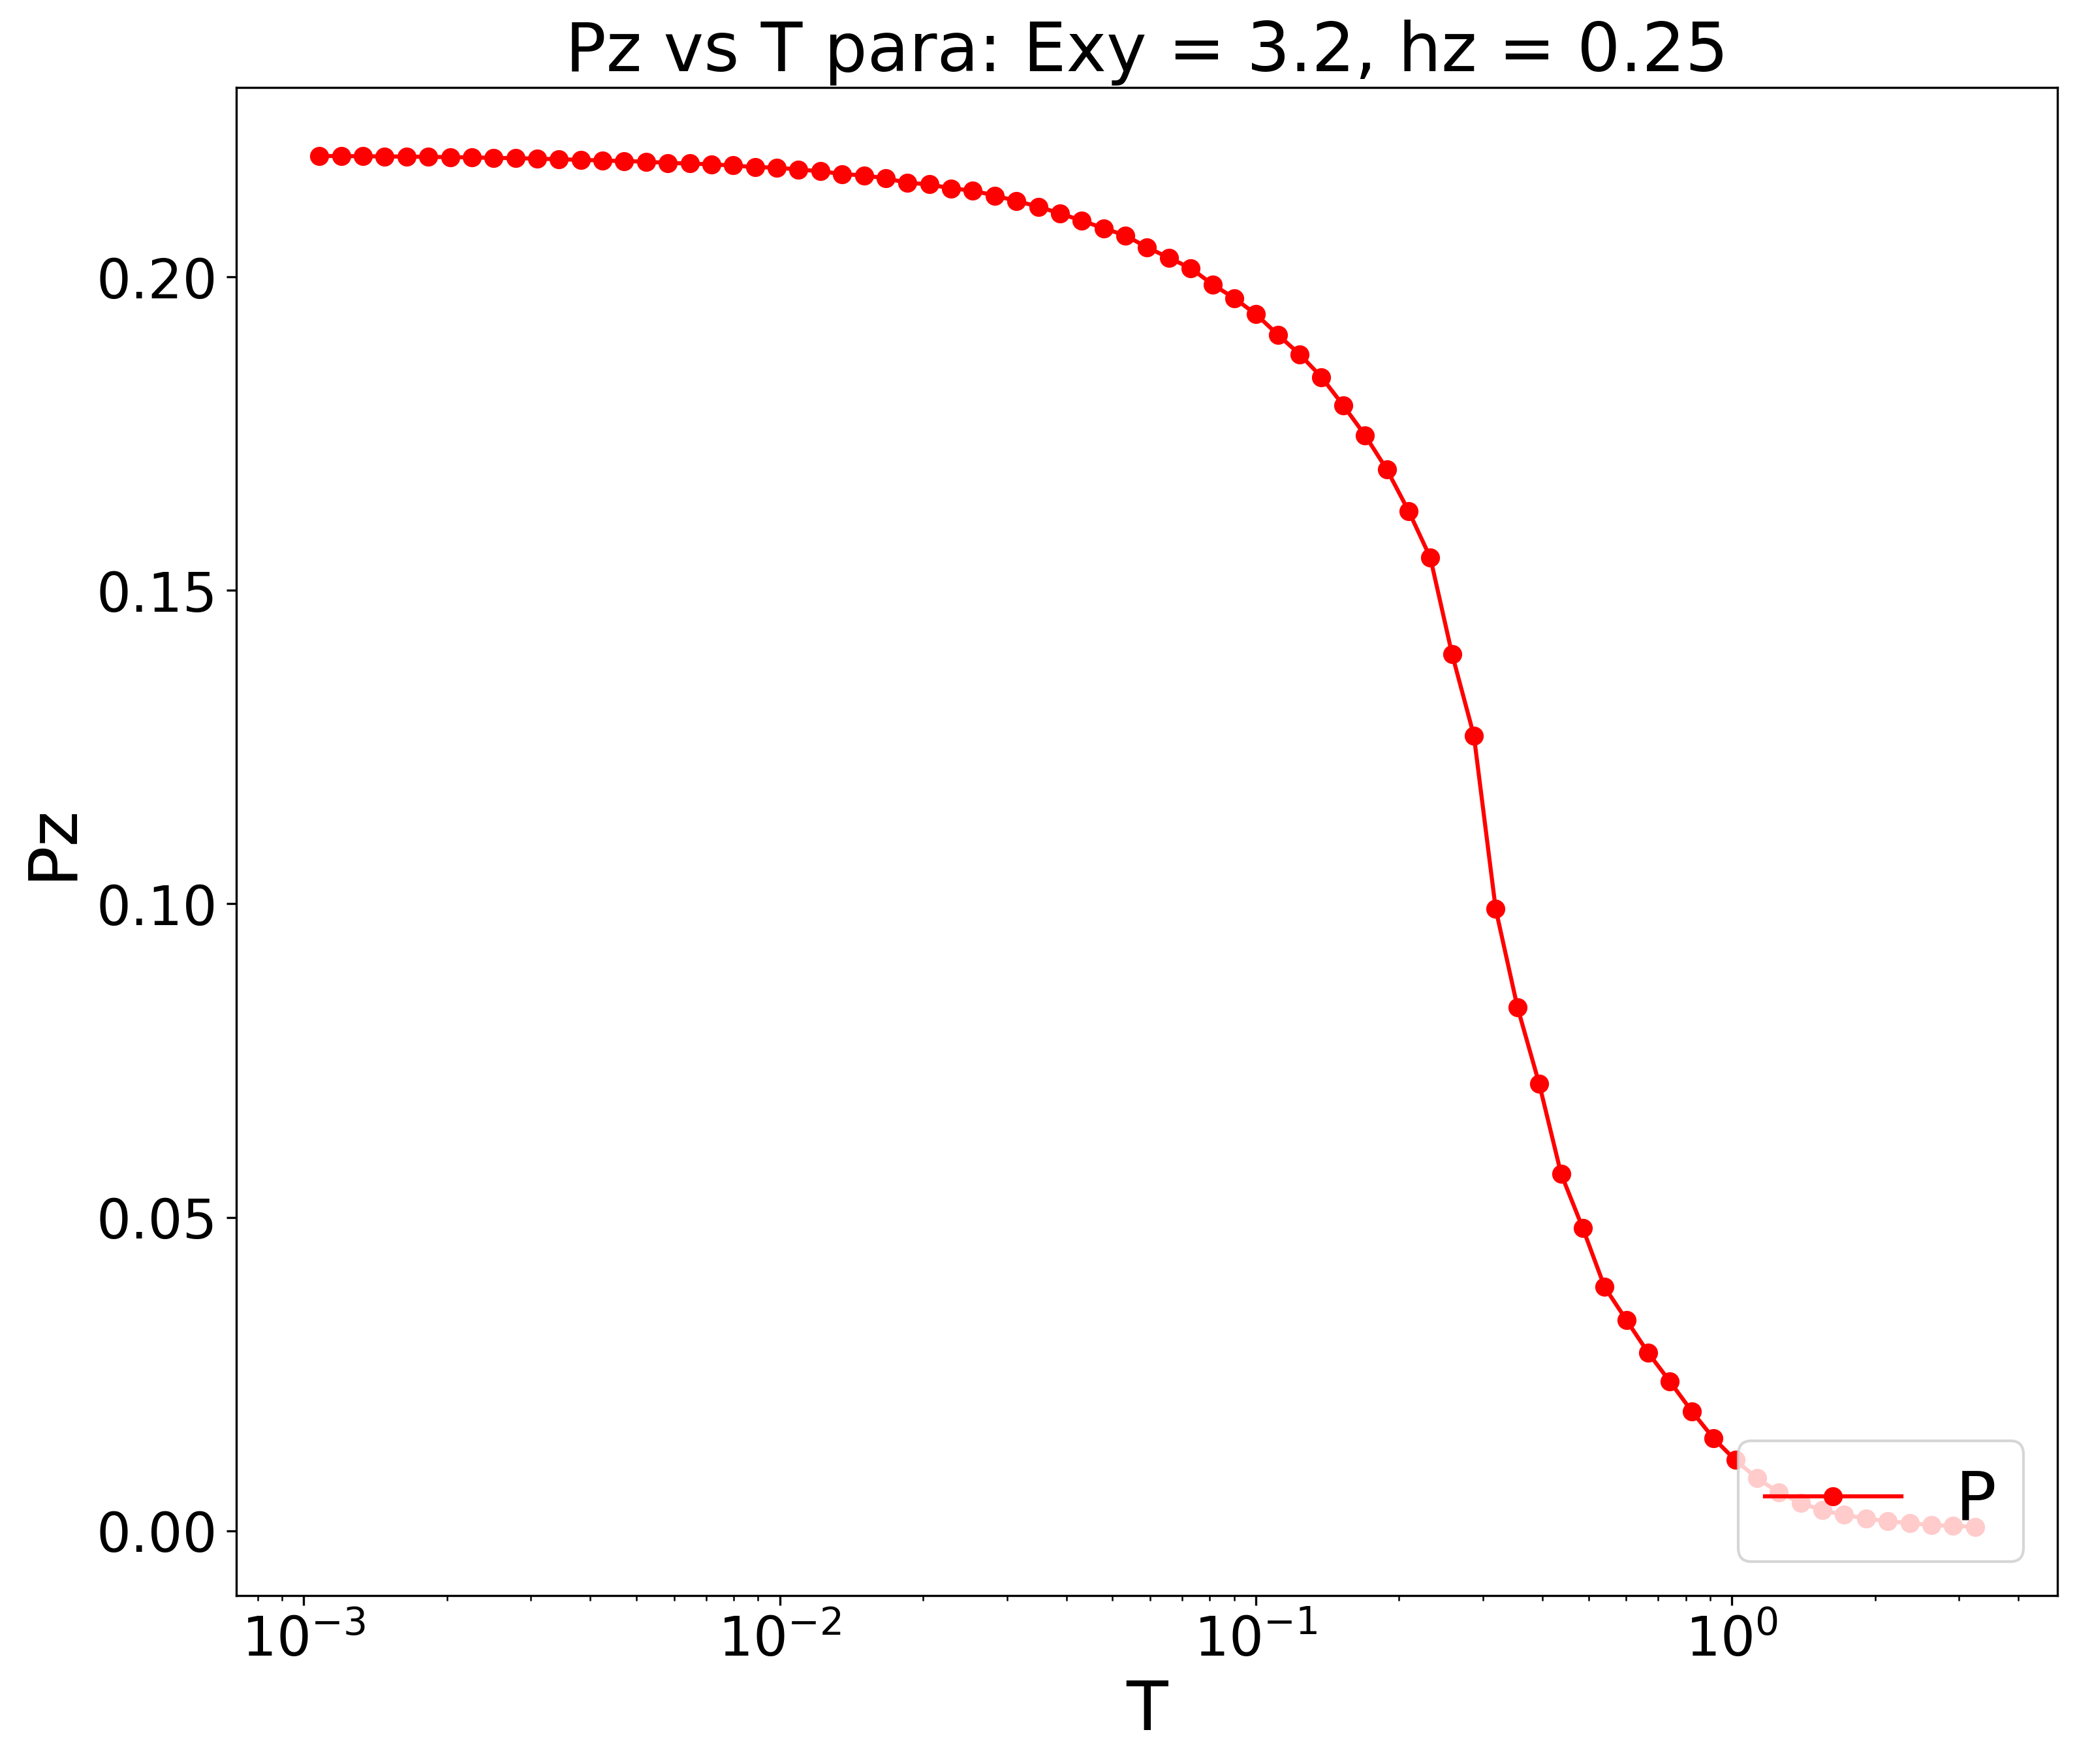 Pz vs T para: Exy = 3.2, hz = 0.25
Pz
0.20
0.15
0.10
0.05
0.00
P
10⁻³ 10⁻² 10⁻¹ 10⁰
T